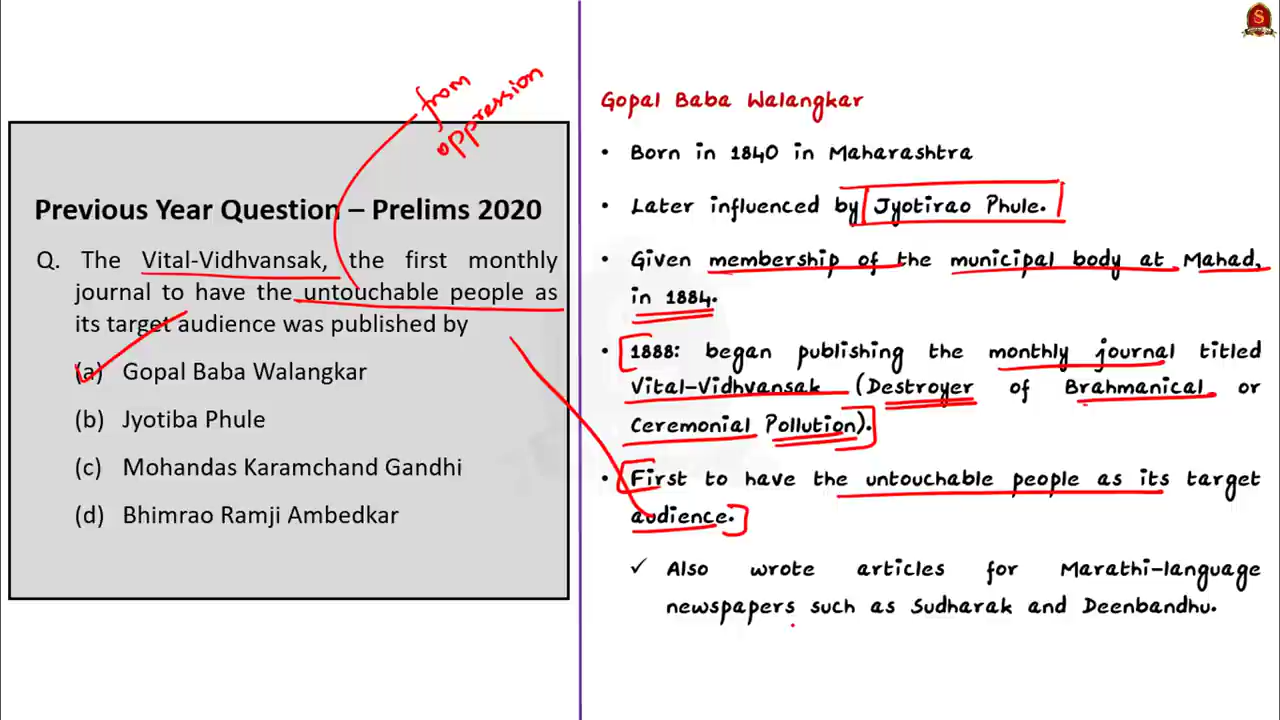 from
oppression
Previous Year Question – Prelims 2020
Q. The Vital-Vidhvansak, the first monthly
journal to have the untouchable people as
its target audience was published by
(a) Gopal Baba Walangkar
(b) Jyotiba Phule
(c) Mohandas Karamchand Gandhi
(d) Bhimrao Ramji Ambedkar
Gopal Baba Walangkar
• Born in 1840 in Maharashtra
• Later influenced by Jyotirao Phule.
• Given membership of the municipal body at Mahad,
in 1884.
• 1888: began publishing the monthly journal titled
Vital-Vidhvansak (Destroyer of Brahmanical or
Ceremonial Pollution).
• First to have the untouchable people as its target
audience.
✓ Also wrote articles for Marathi-language
newspapers such as Sudharak and Deenbandhu.